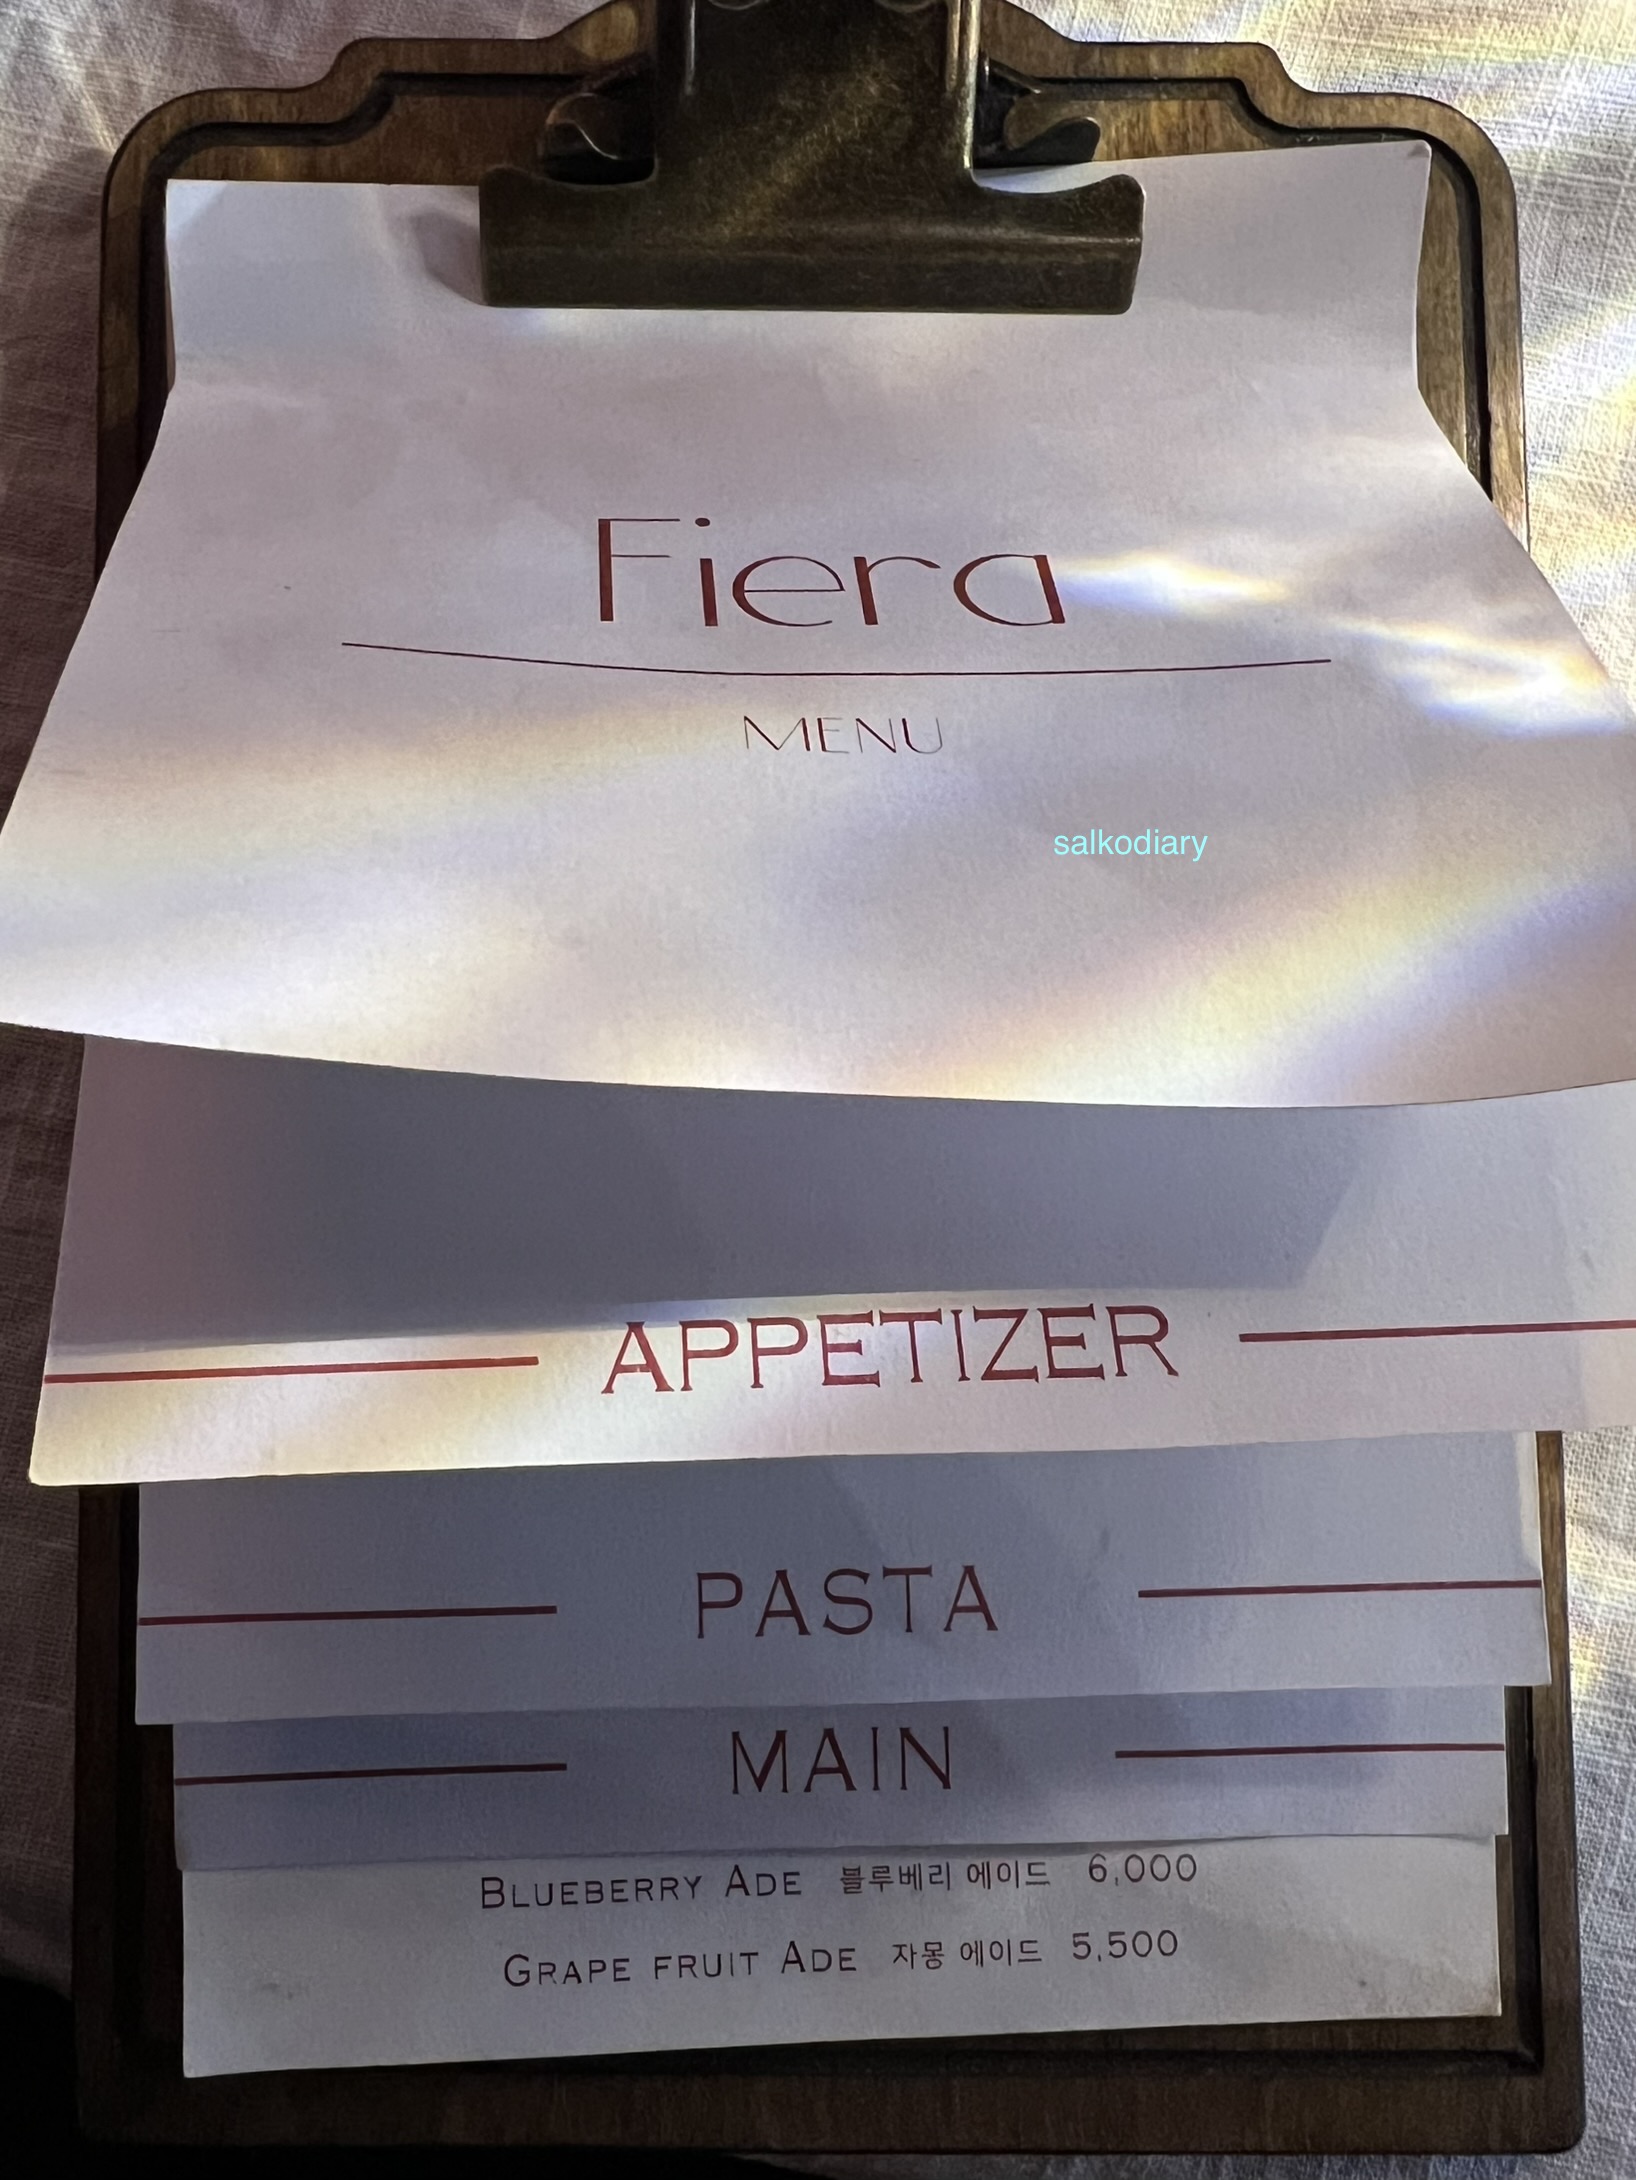 Fiera
MENU
salkodiary
APPETIZER
PASTA
MAIN
BLUEBERRY ADE 블루베리 에이드 6,000
GRAPE FRUIT ADE 자몽 에이드 5,500